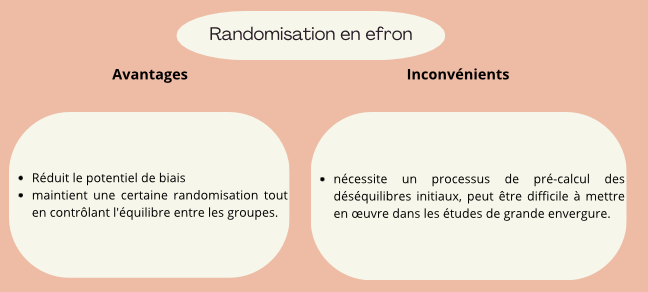 Randomisation en efron
Avantages
Inconvénients
• Réduit le potentiel de biais
• maintient une certaine randomisation tout
en contrôlant l'équilibre entre les groupes.
• nécessite un processus de pré-calcul des
déséquilibres initiaux, peut être difficile à mettre
en œuvre dans les études de grande envergure.